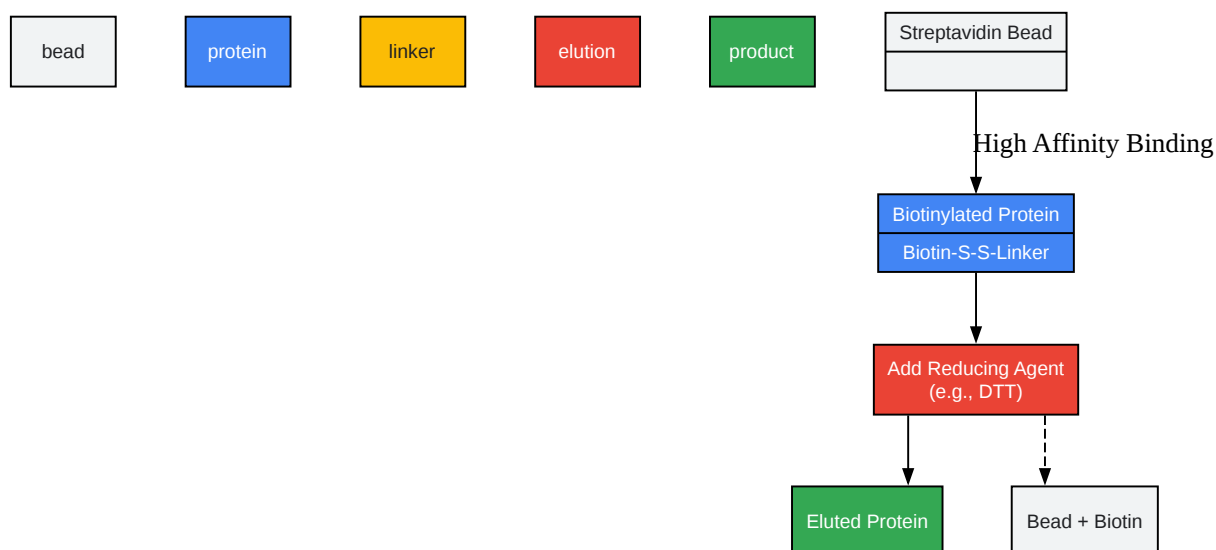 bead
protein
linker
elution
product
Streptavidin Bead
High Affinity Binding
Biotinylated Protein
Biotin-S-S-Linker
Add Reducing Agent
(e.g., DTT)
Eluted Protein
Bead + Biotin